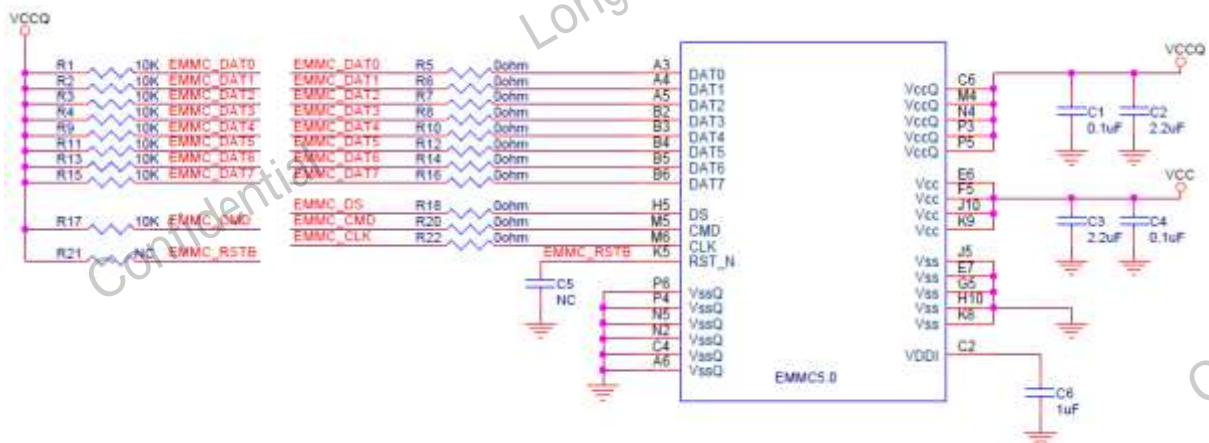 VCCQ
R1 10K EMMC_DAT0
R2 10K EMMC_DAT1
R3 10K EMMC_DAT2
R4 10K EMMC_DAT3
R9 10K EMMC_DAT4
R11 10K EMMC_DAT5
R13 10K EMMC_DAT6
R15 10K EMMC_DAT7
R17 10K EMMC_CMD
R21 NC EMMC_RSTB
EMMC_DAT0 R5 0ohm A3 DAT0
EMMC_DAT1 R6 0ohm A4 DAT1
EMMC_DAT2 R7 0ohm A5 DAT2
EMMC_DAT3 R8 0ohm B2 DAT3
EMMC_DAT4 R10 0ohm B3 DAT4
EMMC_DAT5 R12 0ohm B4 DAT5
EMMC_DAT6 R14 0ohm B5 DAT6
EMMC_DAT7 R16 0ohm B6 DAT7
EMMC_DS R18 0ohm H5 DS
EMMC_CMD R20 0ohm M5 CMD
EMMC_CLK R22 0ohm M6 CLK
EMMC_RSTB K5 RST_N
C5
NC
P6 VssQ
P4 VssQ
N5 VssQ
N2 VssQ
C4 VssQ
A6 VssQ
EMMC5.0
VccQ C6
VccQ M4
VccQ N4
VccQ P3
VccQ P5
Vcc E6
Vcc F5
Vcc J10
Vcc K9
Vss J5
Vss E7
Vss G5
Vss H10
Vss K8
VDDI C2
VCCQ
C1
0.1uF
C2
2.2uF
VCC
C3
2.2uF
C4
0.1uF
C6
1uF
Confidential
Long